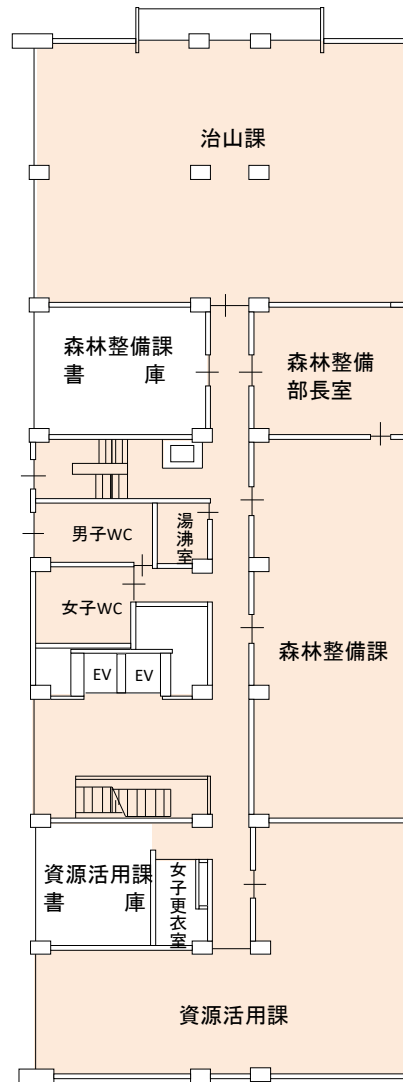 治山課
森林整備課
書　　庫
森林整備
部長室
男子WC
湯沸室
女子WC
EV
EV
森林整備課
資源活用課
書　　庫
女子更衣室
資源活用課